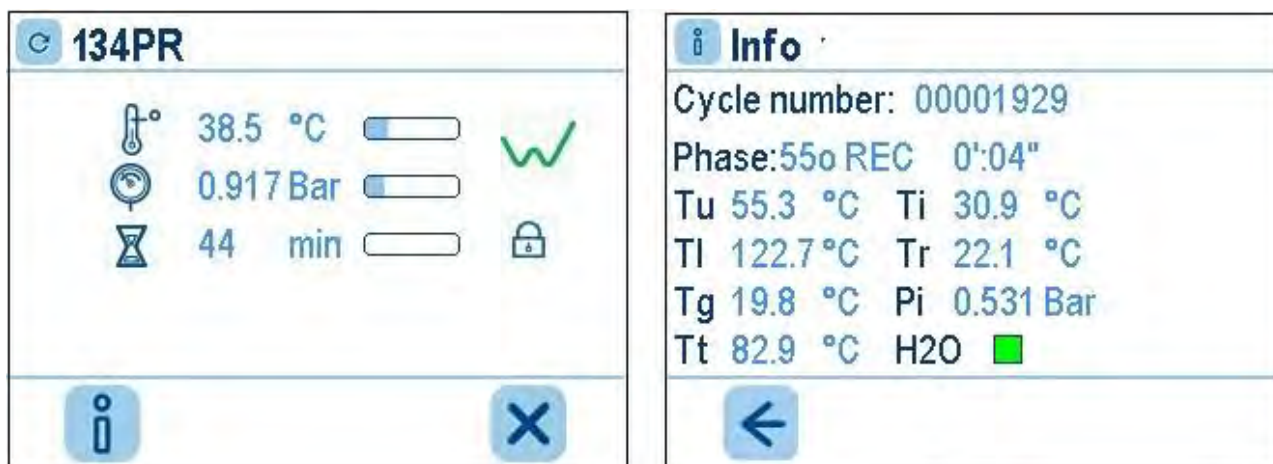 134PR
38.5 °C
0.917 Bar
44 min
Info
Cycle number: 00001929
Phase:55o REC 0':04"
Tu 55.3 °C Ti 30.9 °C
Tl 122.7°C Tr 22.1 °C
Tg 19.8 °C Pi 0.531 Bar
Tt 82.9 °C H2O